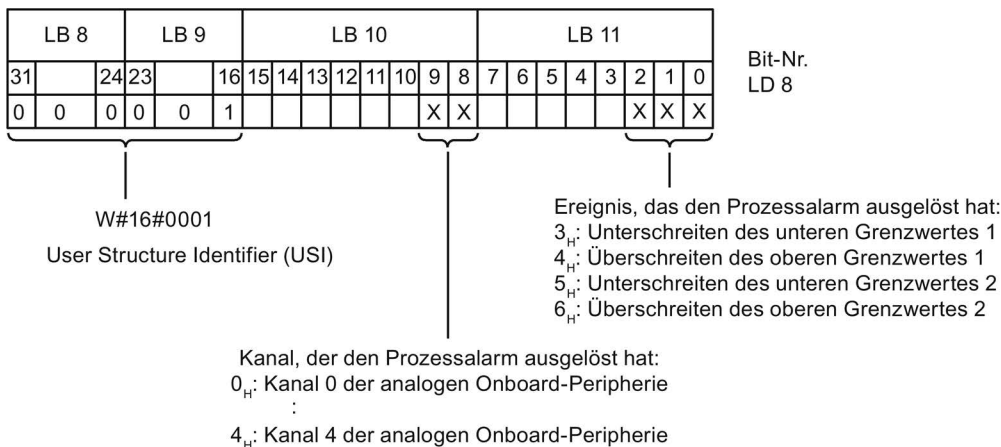 LB 8 LB 9 LB 10 LB 11
Bit-Nr.
LD 8
31 24 23 16 15 14 13 12 11 10 9 8 7 6 5 4 3 2 1 0
0 0 0 0 0 1 X X X X X
W#16#0001
User Structure Identifier (USI)
Ereignis, das den Prozessalarm ausgelöst hat:
3H: Unterschreiten des unteren Grenzwertes 1
4H: Überschreiten des oberen Grenzwertes 1
5H: Unterschreiten des unteren Grenzwertes 2
6H: Überschreiten des oberen Grenzwertes 2
Kanal, der den Prozessalarm ausgelöst hat:
0H: Kanal 0 der analogen Onboard-Peripherie
:
4H: Kanal 4 der analogen Onboard-Peripherie